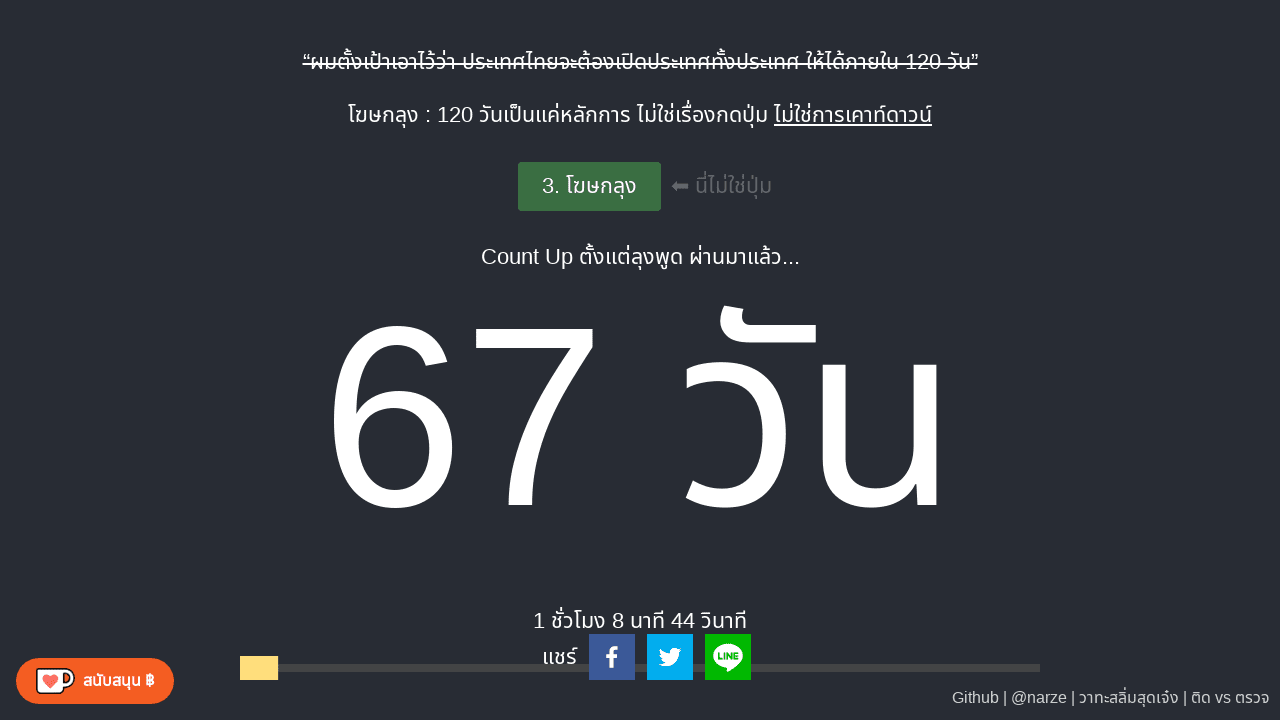 “ผมตั้งเป้าเอาไว้ว่า ประเทศไทยจะต้องเปิดประเทศทั้งประเทศ ให้ได้ภายใน 120 วัน”
โฆษกลุง : 120 วันเป็นแค่หลักการ ไม่ใช่เรื่องกดปุ่ม ไม่ใช่การเคาท์ดาวน์
3. โฆษกลุง ⬅ นี่ไม่ใช่ปุ่ม
Count Up ตั้งแต่ลุงพูด ผ่านมาแล้ว...
67 วัน
1 ชั่วโมง 8 นาที 44 วินาที
แชร์
LINE
สนับสนุน ฿
Github | @narze | วาทะสลิ่มสุดเจ๋ง | ติด vs ตรวจ